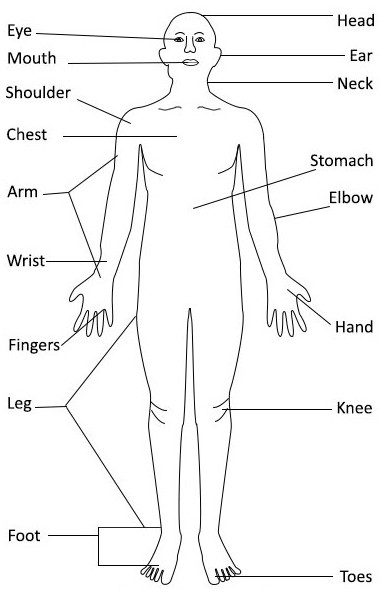 Head
Eye
Ear
Mouth
Neck
Shoulder
Chest
Stomach
Arm
Elbow
Wrist
Hand
Fingers
Leg
Knee
Foot
Toes